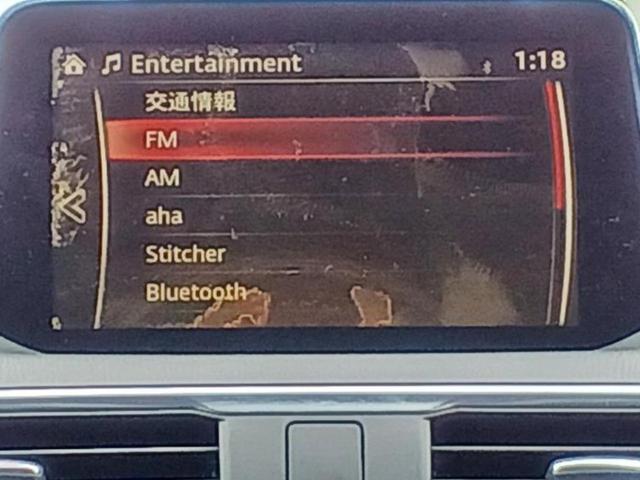 Entertainment 1:18
交通情報
FM
AM
aha
Stitcher
Bluetooth